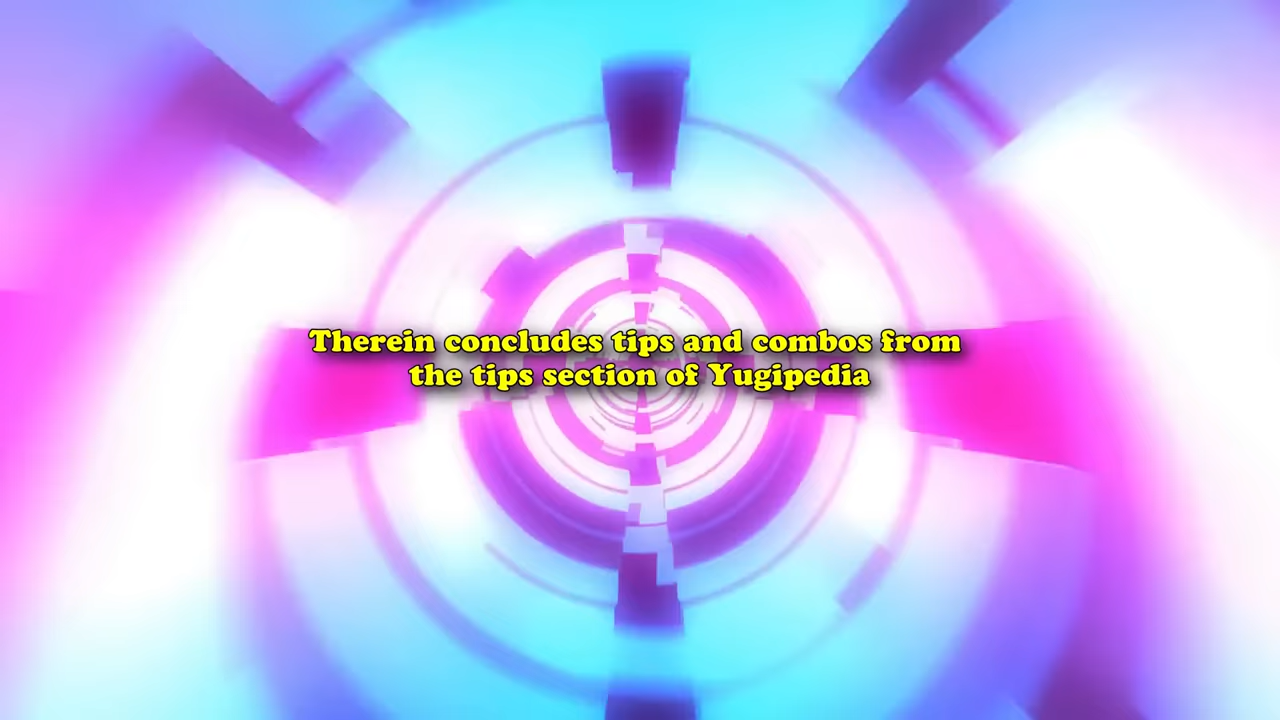 Therein concludes tips and combos from
the tips section of Yugipedia